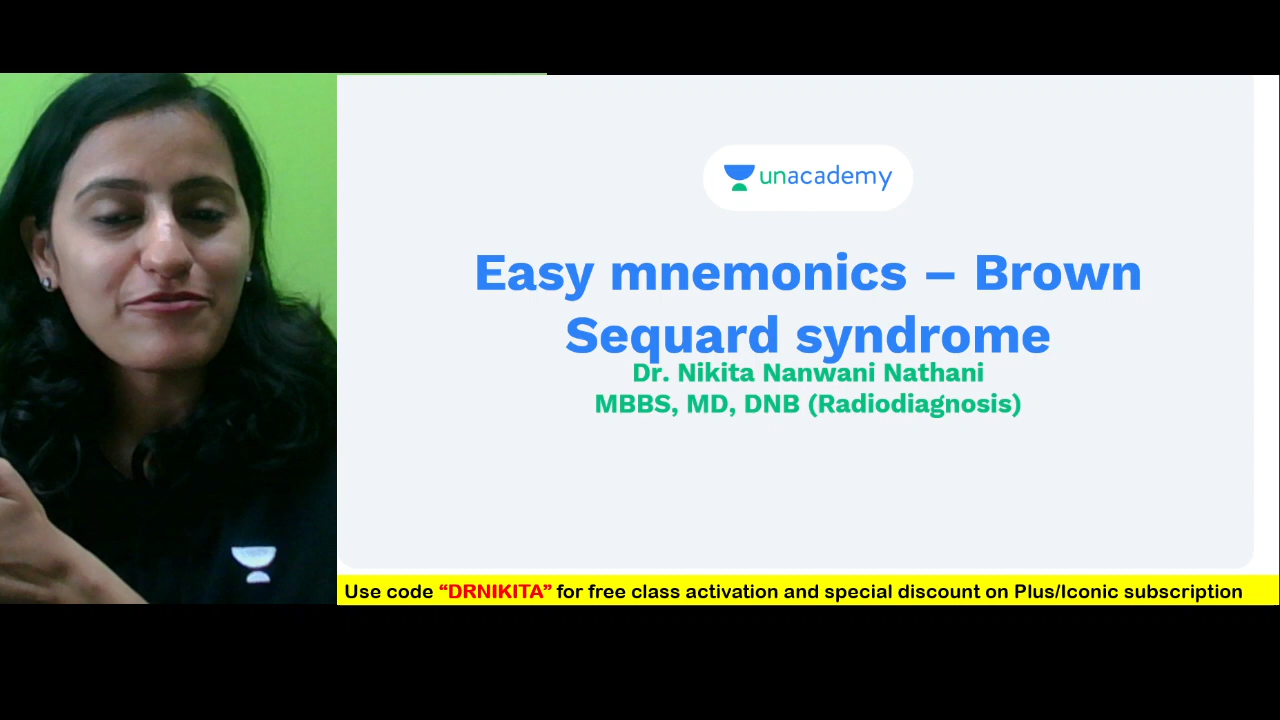 unacademy
Easy mnemonics – Brown
Sequard syndrome
Dr. Nikita Nanwani Nathani
MBBS, MD, DNB (Radiodiagnosis)
Use code “DRNIKITA” for free class activation and special discount on Plus/Iconic subscription